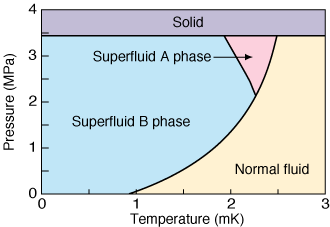 4
Solid
3
Superfluid A phase
2
Superfluid B phase
1
Normal fluid
0
0
1
2
3
Pressure (MPa)
Temperature (mK)